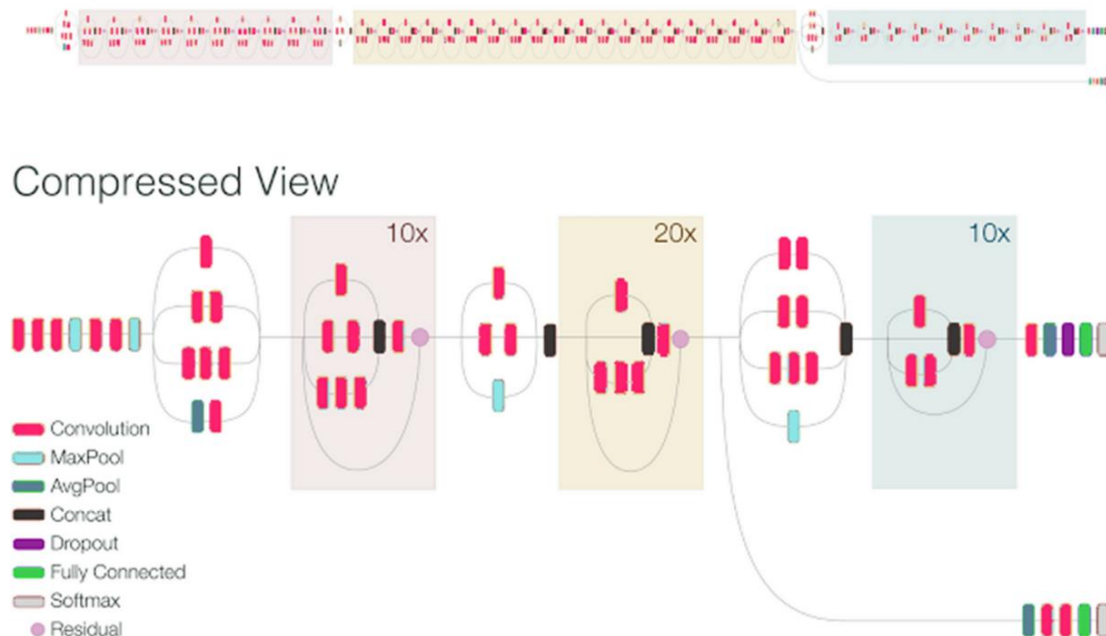 Compressed View
10x
20x
10x
Convolution
MaxPool
AvgPool
Concat
Dropout
Fully Connected
Softmax
Residual